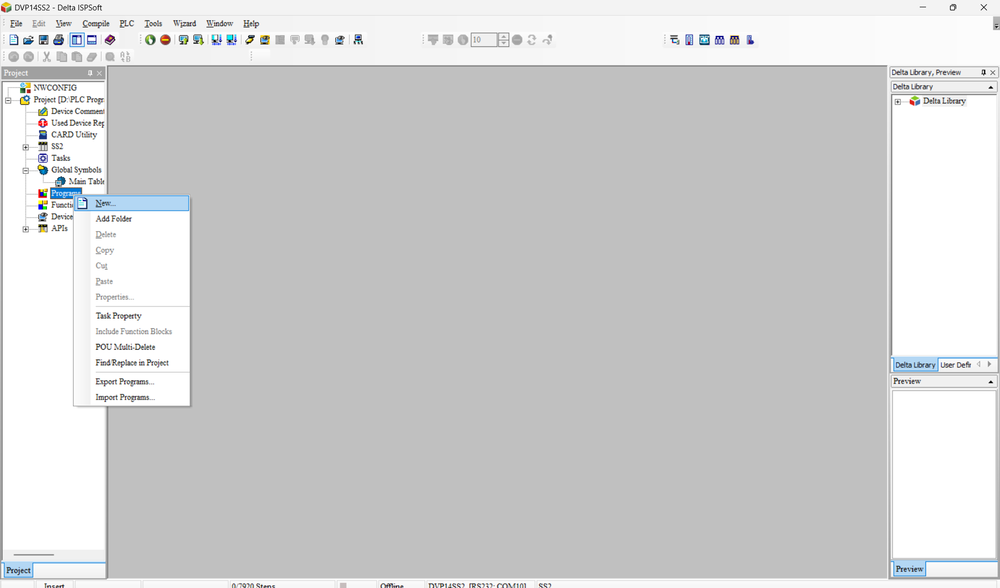 DVP14SS2 - Delta ISPSoft
File Edit View Compile PLC Tools Wizard Window Help
10
Project
NWCONFIG
Project [D:\PLC Progr
Device Comment
Used Device Rep
CARD Utility
SS2
Tasks
Global Symbols
Main Table
Programs
Functi
Device
APIs
New...
Add Folder
Delete
Copy
Cut
Paste
Properties...
Task Property
Include Function Blocks
POU Multi-Delete
Find/Replace in Project
Export Programs...
Import Programs...
Project
Delta Library, Preview
Delta Library
Delta Library
Delta Library User Defir
Preview
Preview
Insert 0/7920 Steps Offline DVP14SS2 [RS232: COM10] SS2